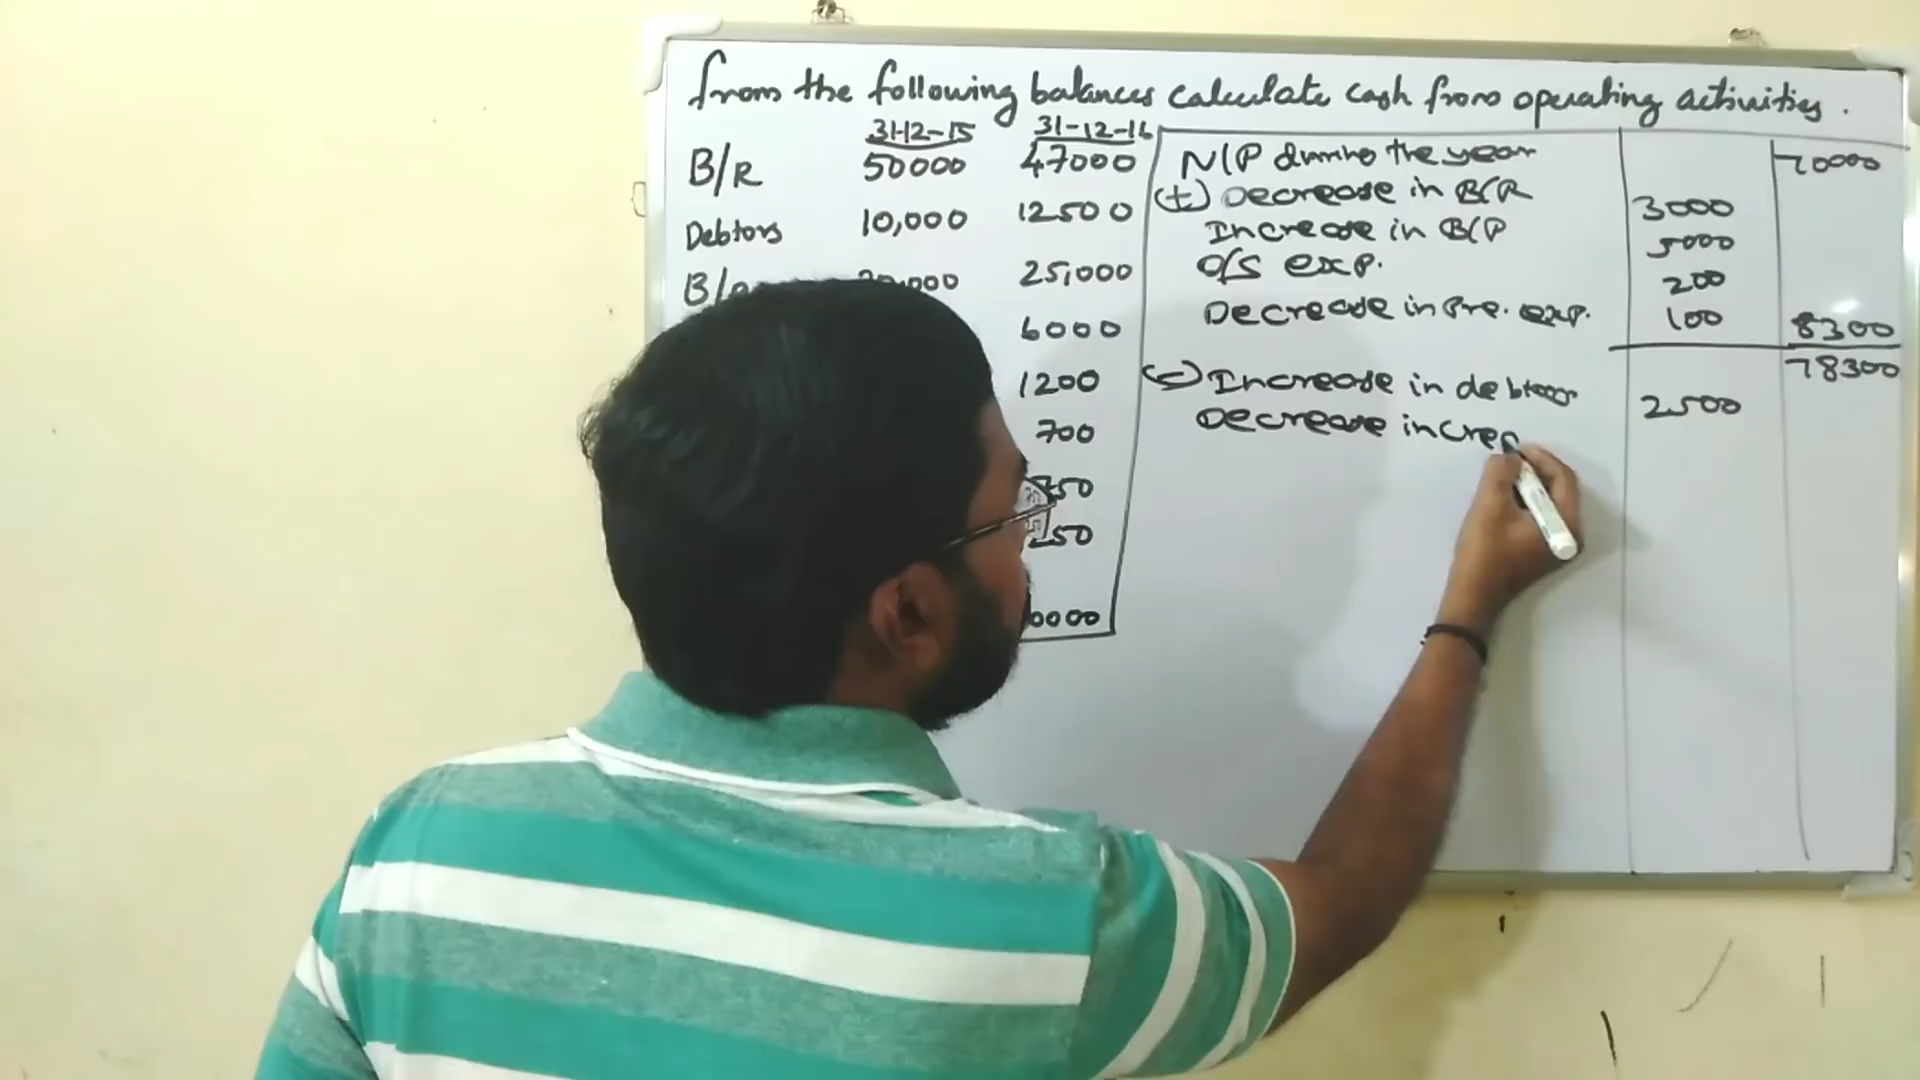 from the following balances calculate cash from operating activities.
31-12-15 31-12-16
B/R 50000 47000
Debtors 10,000 12500
25,000
6000
1200
700
N/P during the year 70000
(+) Decrease in B/R 3000
Increase in B/P 5000
O/S exp. 200
Decrease in Pre. exp. 100 8300
78300
Increase in debtors 2500
Decrease in cre